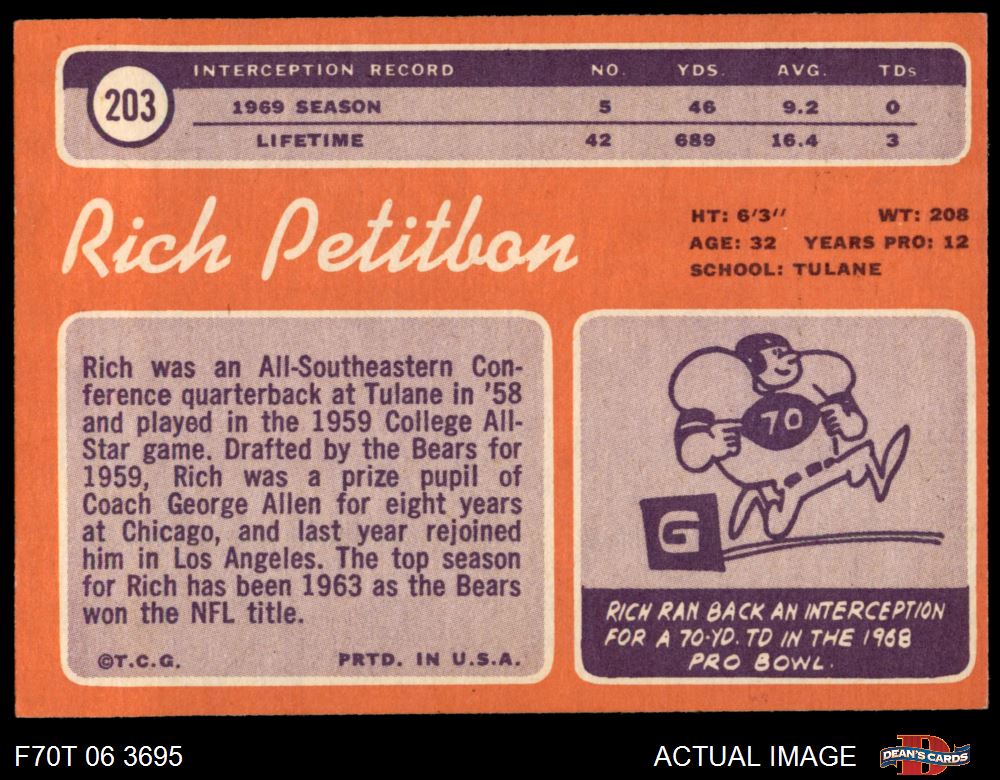 203
INTERCEPTION RECORD NO. YDS. AVG. TDs
1969 SEASON 5 46 9.2 0
LIFETIME 42 689 16.4 3
Rich Petitbon
HT: 6'3" WT: 208
AGE: 32 YEARS PRO: 12
SCHOOL: TULANE
Rich was an All-Southeastern Con-
ference quarterback at Tulane in '58
and played in the 1959 College All-
Star game. Drafted by the Bears for
1959, Rich was a prize pupil of
Coach George Allen for eight years
at Chicago, and last year rejoined
him in Los Angeles. The top season
for Rich has been 1963 as the Bears
won the NFL title.
©T.C.G. PRTD. IN U.S.A.
70
G
RICH RAN BACK AN INTERCEPTION
FOR A 70-YD. TD IN THE 1968
PRO BOWL.
F70T 06 3695 ACTUAL IMAGE
D
DEAN'S CARDS